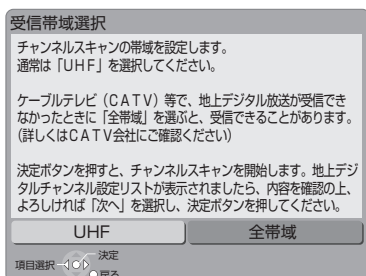 受信帯域選択
チャンネルスキャンの帯域を設定します。
通常は「UHF」を選択してください。
ケーブルテレビ（CATV）等で、地上デジタル放送が受信でき
なかったときに「全帯域」を選ぶと、受信できることがあります。
(詳しくはCATV会社にご確認ください)
決定ボタンを押すと、チャンネルスキャンを開始します。地上デジ
タルチャンネル設定リストが表示されましたら、内容を確認の上、
よろしければ「次へ」を選択し、決定ボタンを押してください。
UHF 全帯域
決定
項目選択
戻る